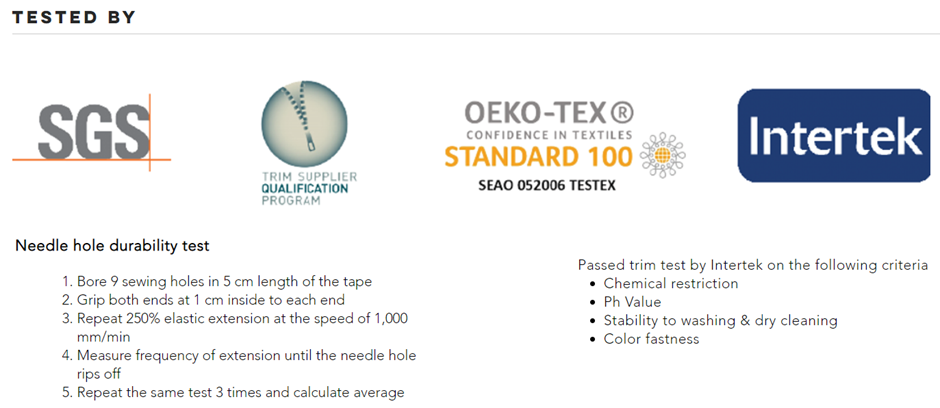 TESTED BY
SGS
TRIM SUPPLIER
QUALIFICATION
PROGRAM
OEKO-TEX®
CONFIDENCE IN TEXTILES
STANDARD 100
SEAO 052006 TESTEX
Intertek
Needle hole durability test
1. Bore 9 sewing holes in 5 cm length of the tape
2. Grip both ends at 1 cm inside to each end
3. Repeat 250% elastic extension at the speed of 1,000
mm/min
4. Measure frequency of extension until the needle hole
rips off
5. Repeat the same test 3 times and calculate average
Passed trim test by Intertek on the following criteria
• Chemical restriction
• Ph Value
• Stability to washing & dry cleaning
• Color fastness